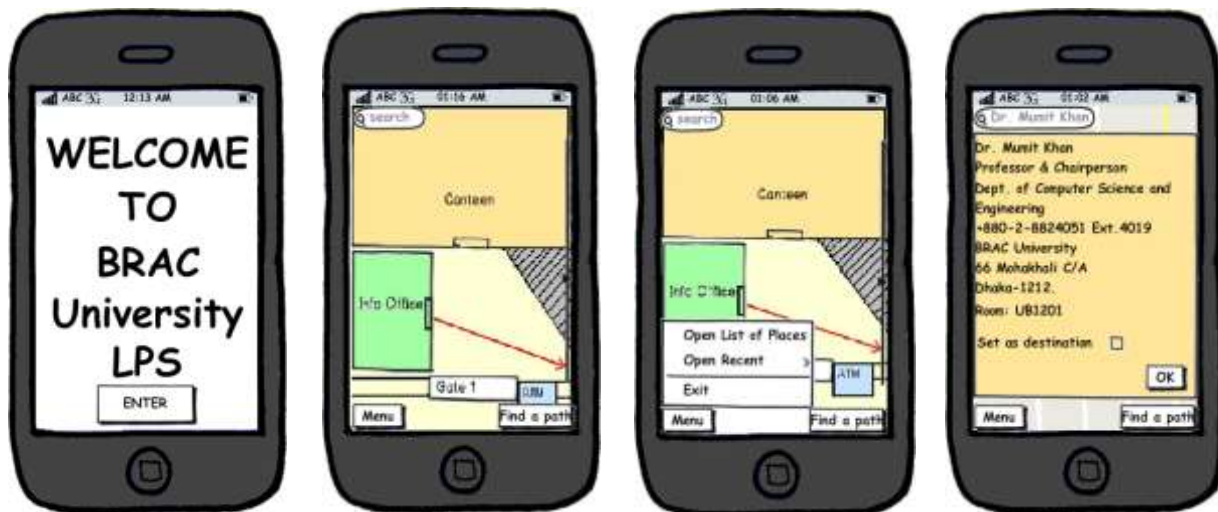 ABC 3G 12:13 AM
WELCOME
TO
BRAC
University
LPS
ENTER
ABC 3G 01:16 AM
search
Canteen
Info Office
Gate 1
Menu
Find a path
ABC 3G 01:06 AM
search
Canteen
Info Office
Open List of Places
Open Recent >
Exit
ATM
Menu
Find a path
ABC 3G 01:02 AM
Dr. Mumit Khan
Dr. Mumit Khan
Professor & Chairperson
Dept. of Computer Science and
Engineering
+880-2-8824051 Ext.4019
BRAC University
66 Mohakhali C/A
Dhaka-1212.
Room: UB1201
Set as destination
OK
Menu
Find a path